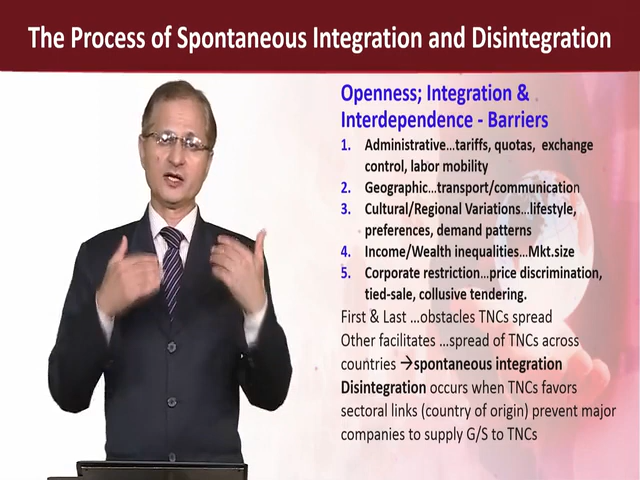 The Process of Spontaneous Integration and Disintegration
Openness; Integration &
Interdependence - Barriers
1. Administrative...tariffs, quotas, exchange
control, labor mobility
2. Geographic...transport/communication
3. Cultural/Regional Variations...lifestyle,
preferences, demand patterns
4. Income/Wealth inequalities...Mkt.size
5. Corporate restriction...price discrimination,
tied-sale, collusive tendering.
First & Last ...obstacles TNCs spread
Other facilitates ...spread of TNCs across
countries →spontaneous integration
Disintegration occurs when TNCs favors
sectoral links (country of origin) prevent major
companies to supply G/S to TNCs